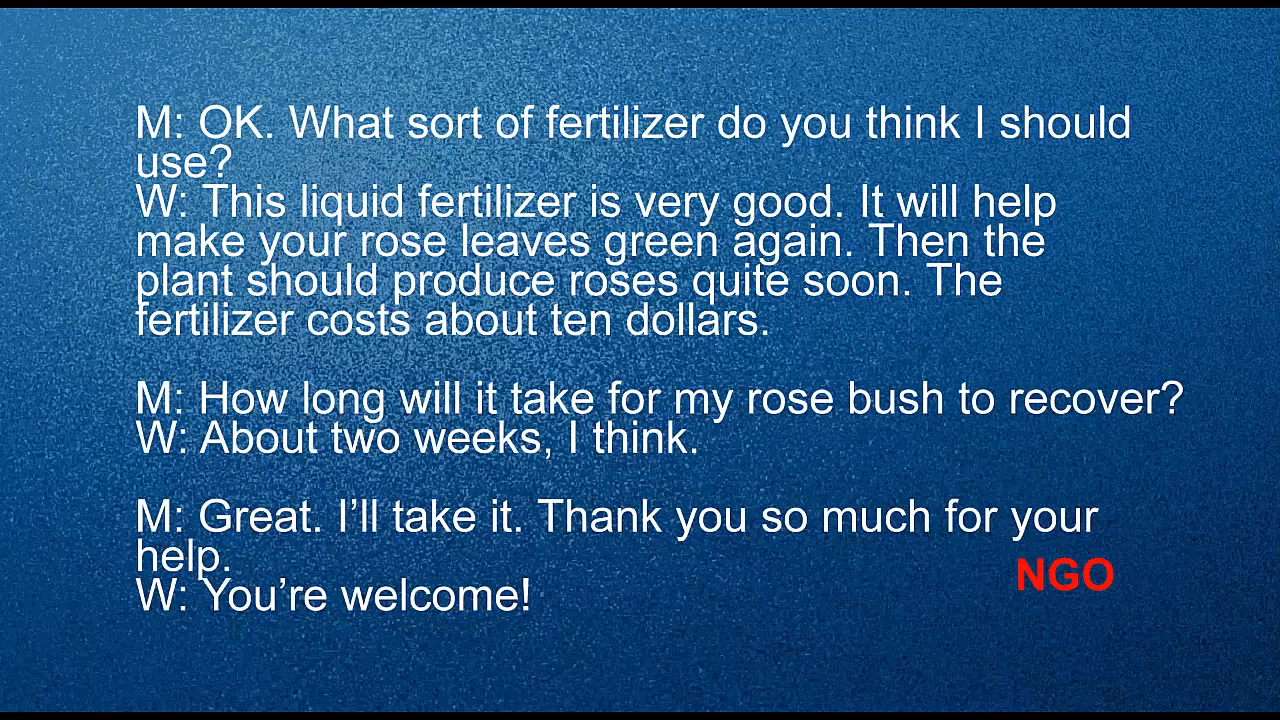 M: OK. What sort of fertilizer do you think I should
use?
W: This liquid fertilizer is very good. It will help
make your rose leaves green again. Then the
plant should produce roses quite soon. The
fertilizer costs about ten dollars.
M: How long will it take for my rose bush to recover?
W: About two weeks, I think.
M: Great. I’ll take it. Thank you so much for your
help.
NGO
W: You’re welcome!